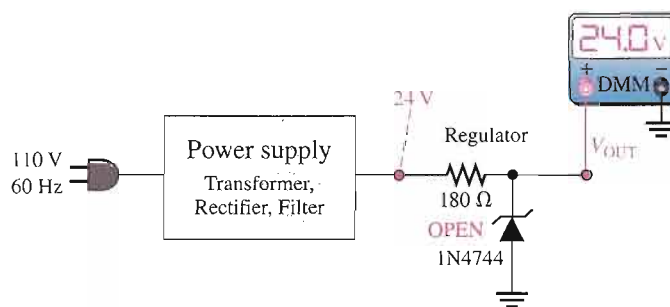 24.0 V
+ DMM −
24 V
Regulator
V_OUT
110 V
60 Hz
Power supply
Transformer,
Rectifier, Filter
180 Ω
OPEN
1N4744